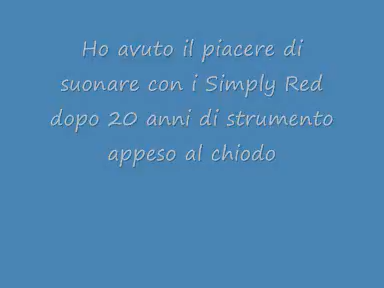 Ho avuto il piacere di
suonare con i Simply Red
dopo 20 anni di strumento
appeso al chiodo